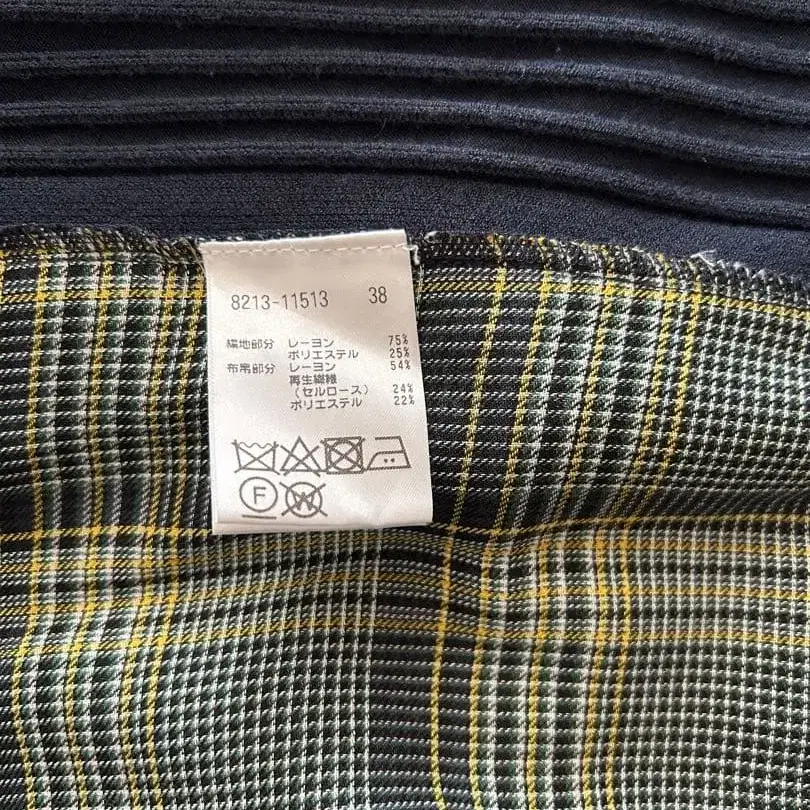 8213-11513 38
編地部分 レーヨン 75%
ポリエステル 25%
布帛部分 レーヨン 54%
再生繊維
(セルロース) 24%
ポリエステル 22%
F
W